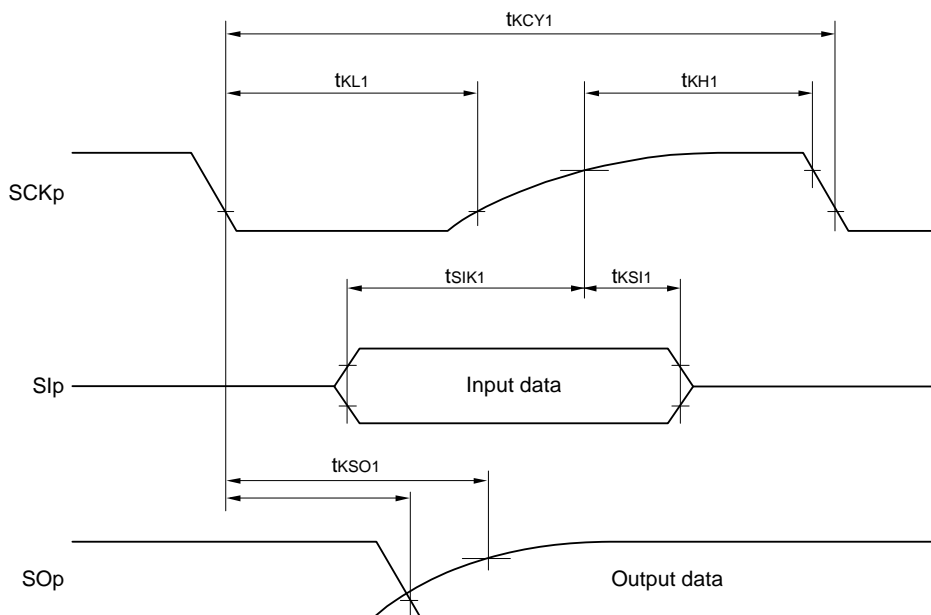 tKCY1
tKL1
tKH1
SCKp
tSIK1
tKSI1
SIp
Input data
tKSO1
SOp
Output data